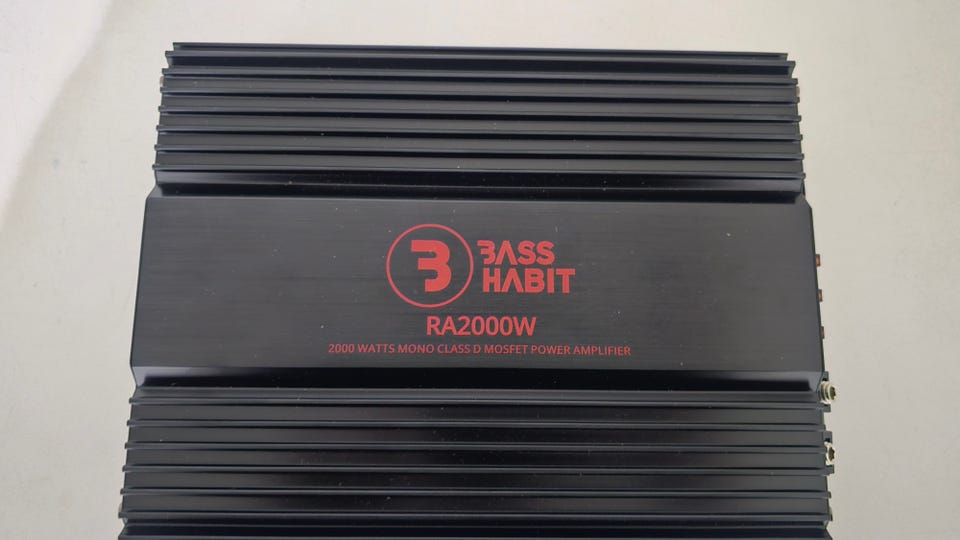 BASS
HABIT
RA2000W
2000 WATTS MONO CLASS D MOSFET POWER AMPLIFIER